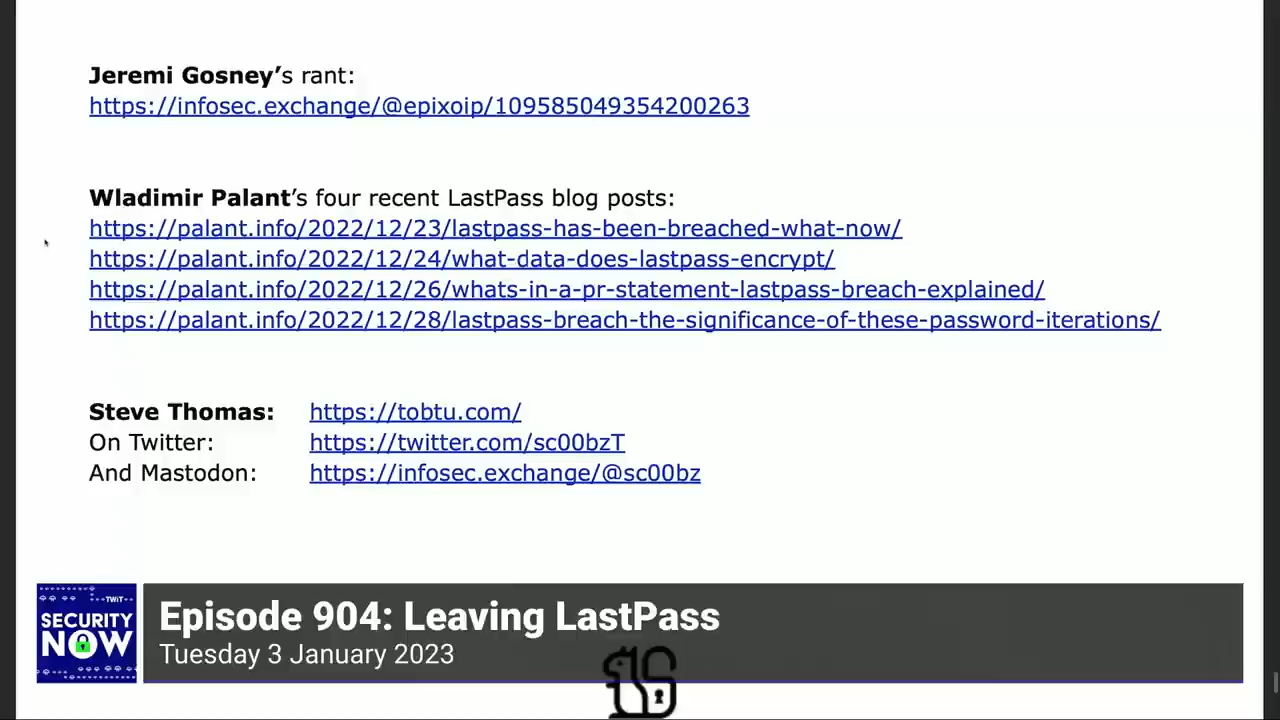 Jeremi Gosney’s rant:
https://infosec.exchange/@epixoip/109585049354200263
Wladimir Palant’s four recent LastPass blog posts:
https://palant.info/2022/12/23/lastpass-has-been-breached-what-now/
https://palant.info/2022/12/24/what-data-does-lastpass-encrypt/
https://palant.info/2022/12/26/whats-in-a-pr-statement-lastpass-breach-explained/
https://palant.info/2022/12/28/lastpass-breach-the-significance-of-these-password-iterations/
Steve Thomas: https://tobtu.com/
On Twitter: https://twitter.com/sc00bzT
And Mastodon: https://infosec.exchange/@sc00bz
TWiT
SECURITY
NOW
Episode 904: Leaving LastPass
Tuesday 3 January 2023